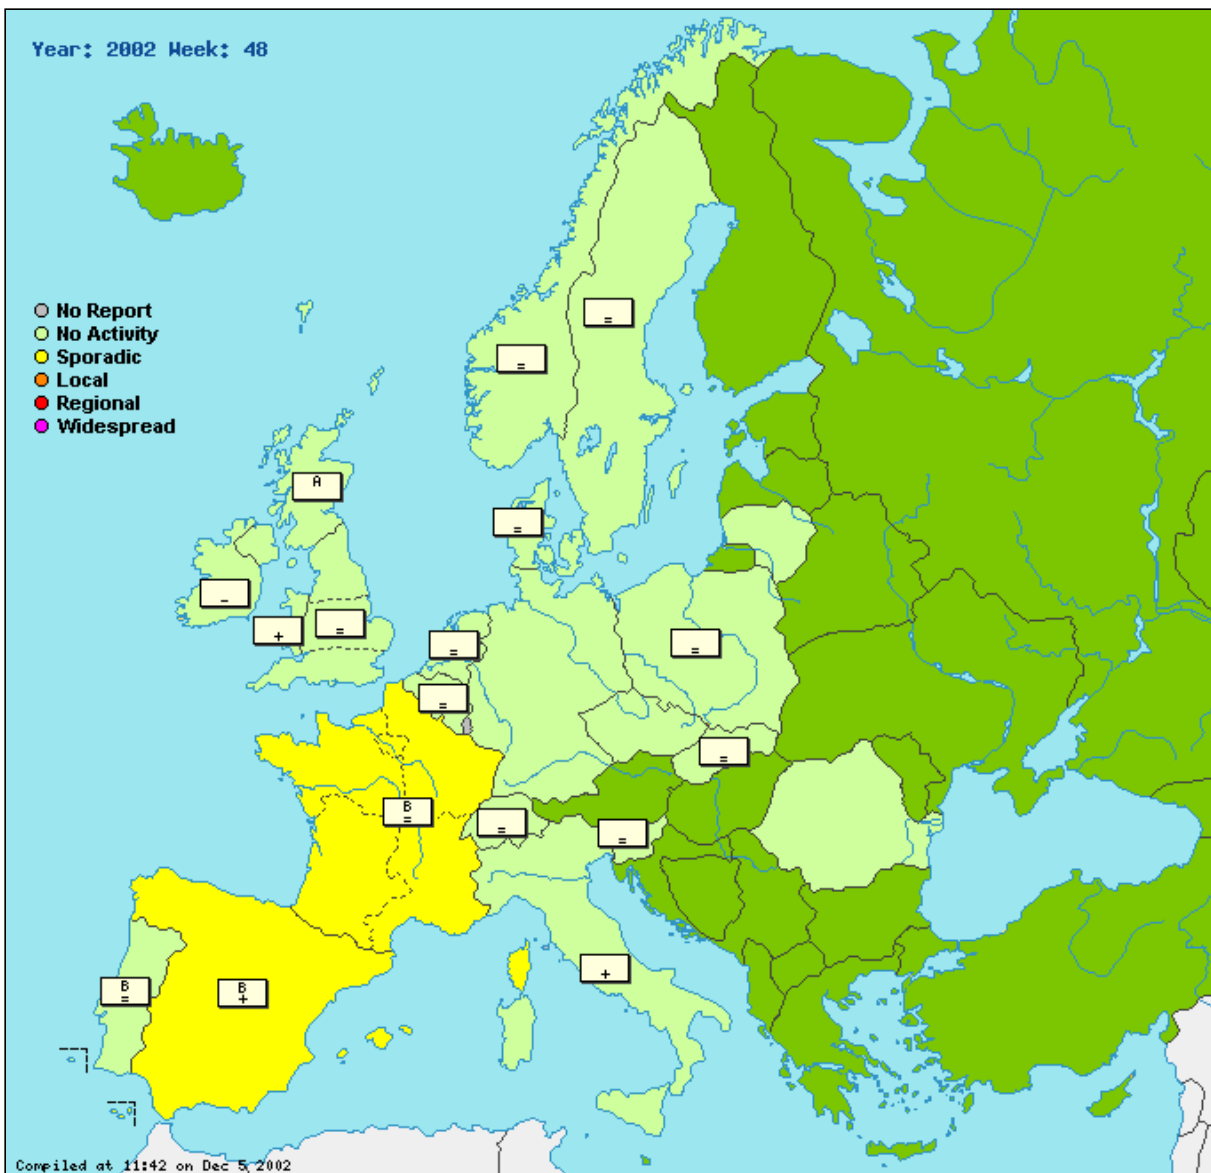 Year: 2002 Week: 48
No Report
No Activity
Sporadic
Local
Regional
Widespread
=
=
A
=
-
+
=
=
=
=
=
B
=
=
=
+
B
=
B
+
Compiled at 11:42 on Dec 5, 2002